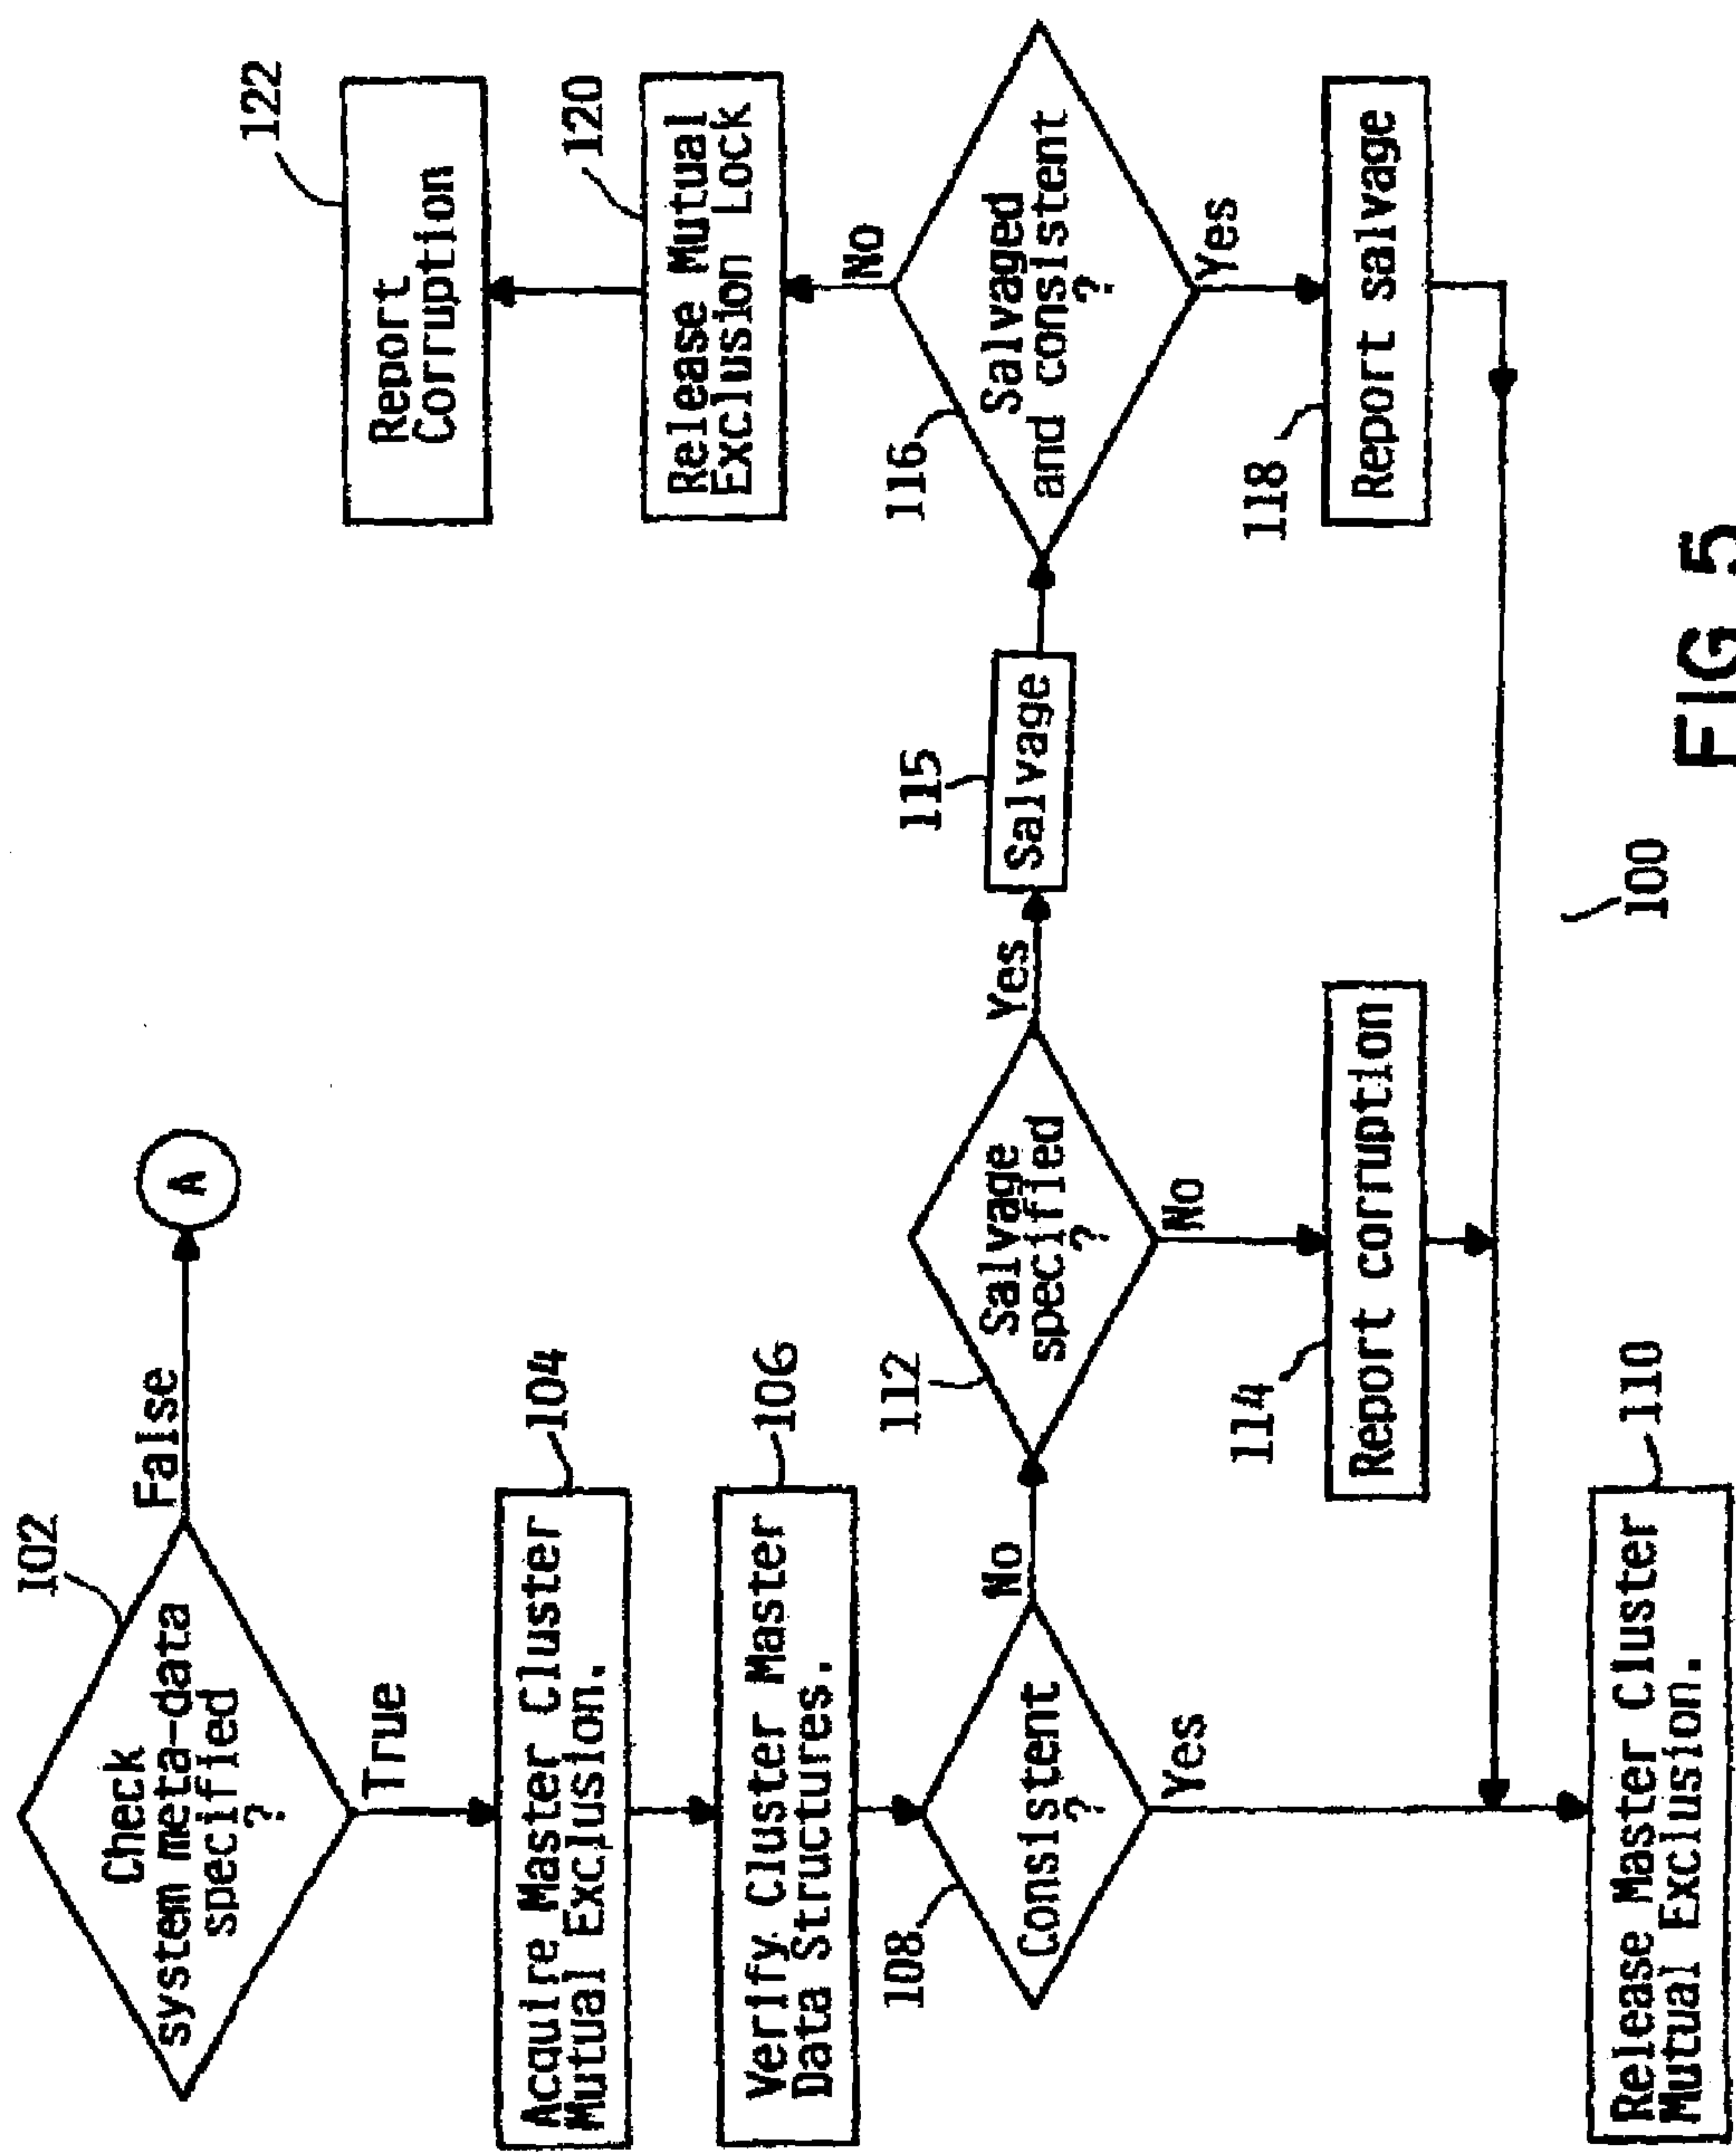 102
Check
system meta-data
specified
?
False
A
True
104
Acquire Master Cluster
Mutual Exclusion.
106
Verify Cluster Master
Data Structures.
108
Consistent
?
No
Yes
112
Salvage
specified
?
Yes
No
114
Report corruption
115
Salvage
116
Salvaged
and consistent
?
No
Yes
118
Report salvage
120
Release Mutual
Exclusion Lock
122
Report
Corruption
110
Release Master Cluster
Mutual Exclusion.
100
FIG 5